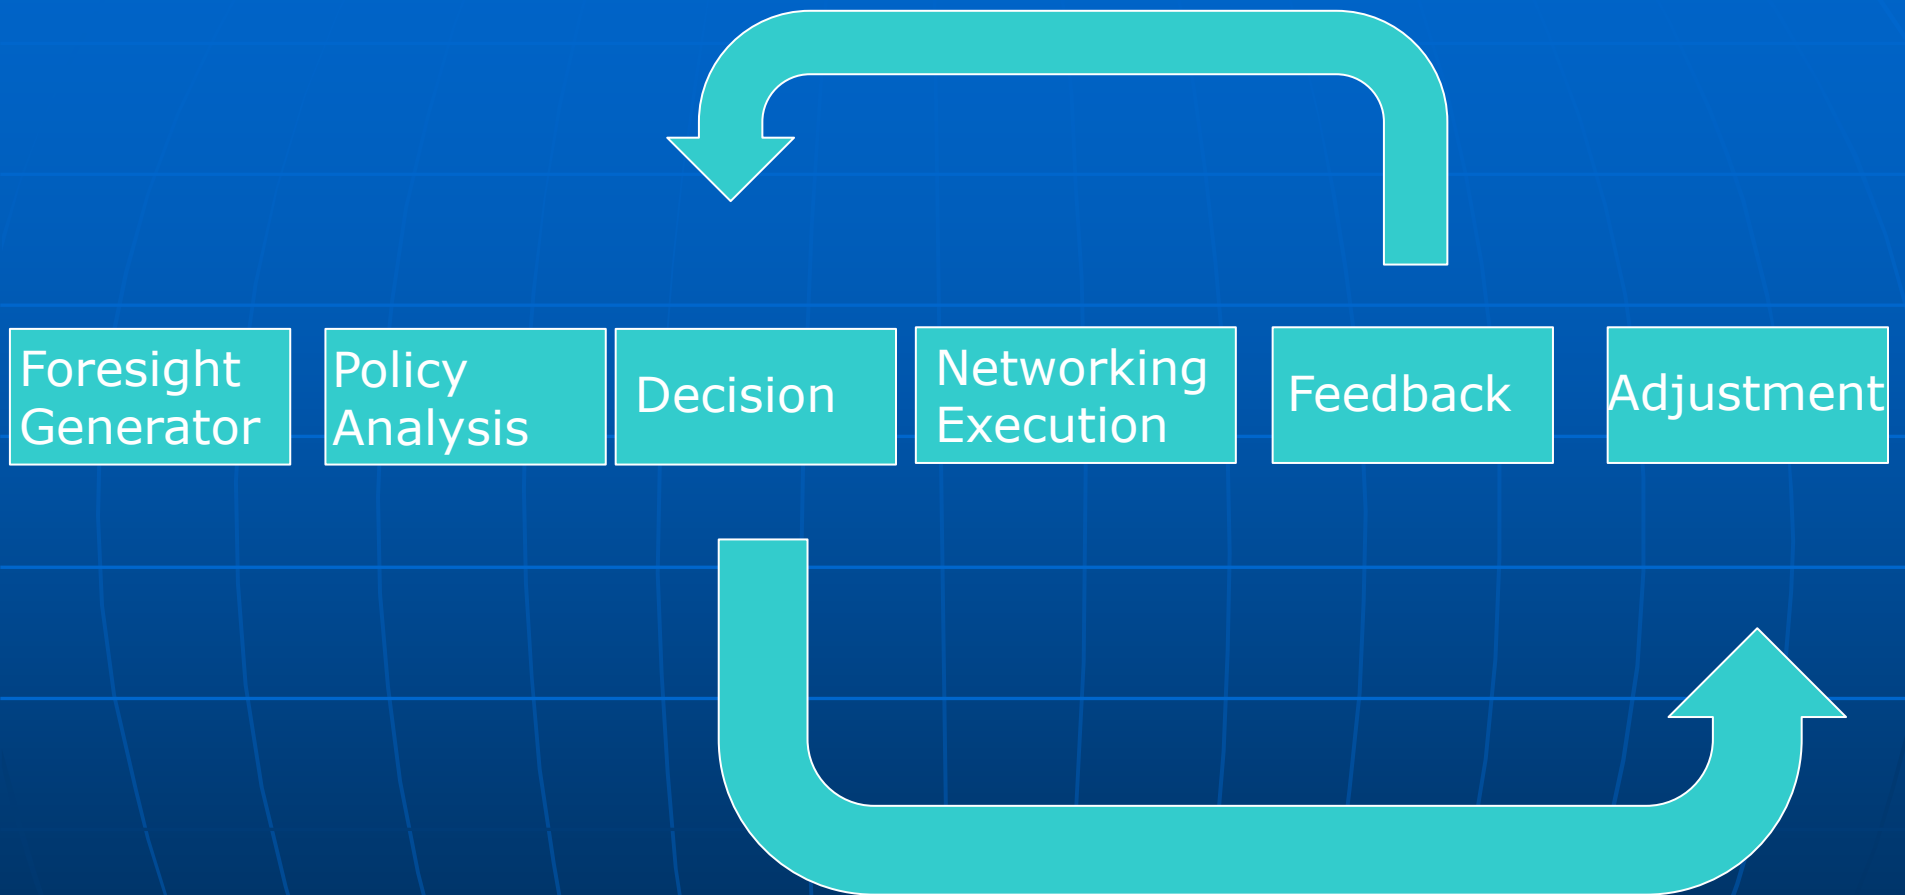 Foresight
Generator
Policy
Analysis
Decision
Networking
Execution
Feedback
Adjustment